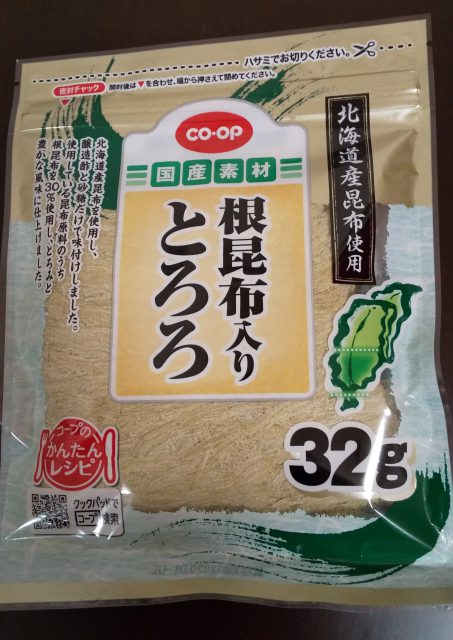 ハサミでお切りください。
密封チャック
開封後は▼を合わせ、端から押さえて閉めてください。
CO·OP
国産素材
根昆布入り
とろろ
北海道産昆布使用
北海道産昆布を使用し、
醸造酢と砂糖だけで味付けしました。
使用している昆布原料のうち
根昆布を30%使用し、とろみと
豊かな風味に仕上げました。
32g
コープの
かんたん
レシピ
クックパッドで
コープ 検索